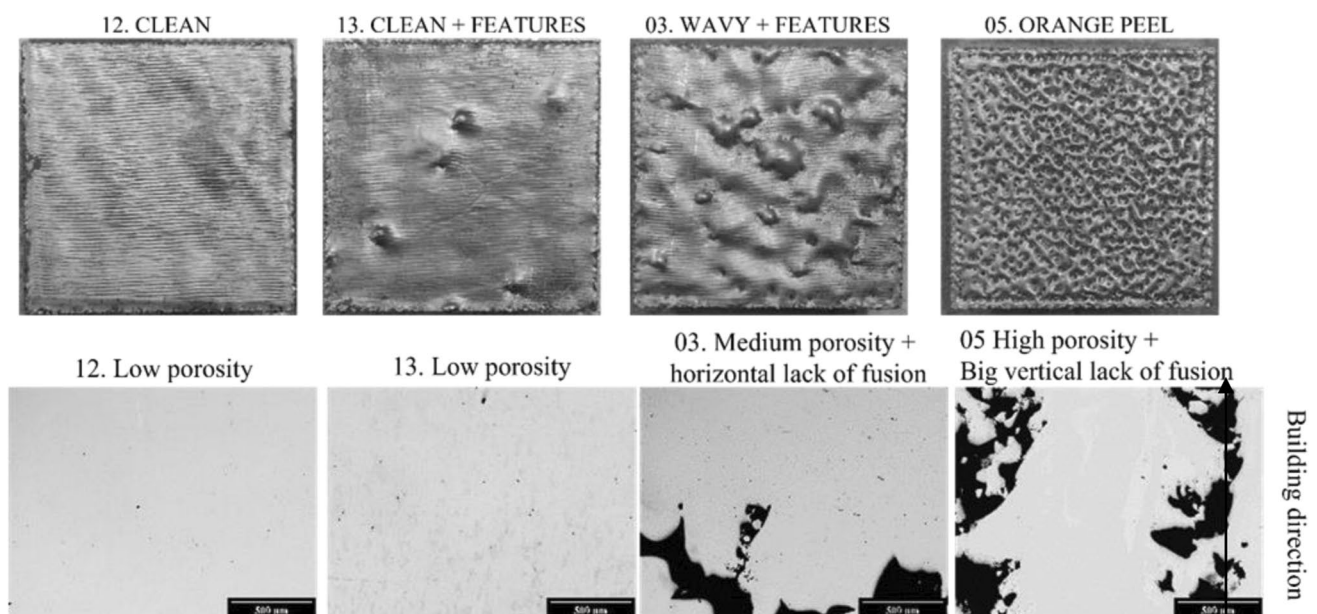 12. CLEAN
13. CLEAN + FEATURES
03. WAVY + FEATURES
05. ORANGE PEEL
12. Low porosity
13. Low porosity
03. Medium porosity +
horizontal lack of fusion
05 High porosity +
Big vertical lack of fusion
Building direction